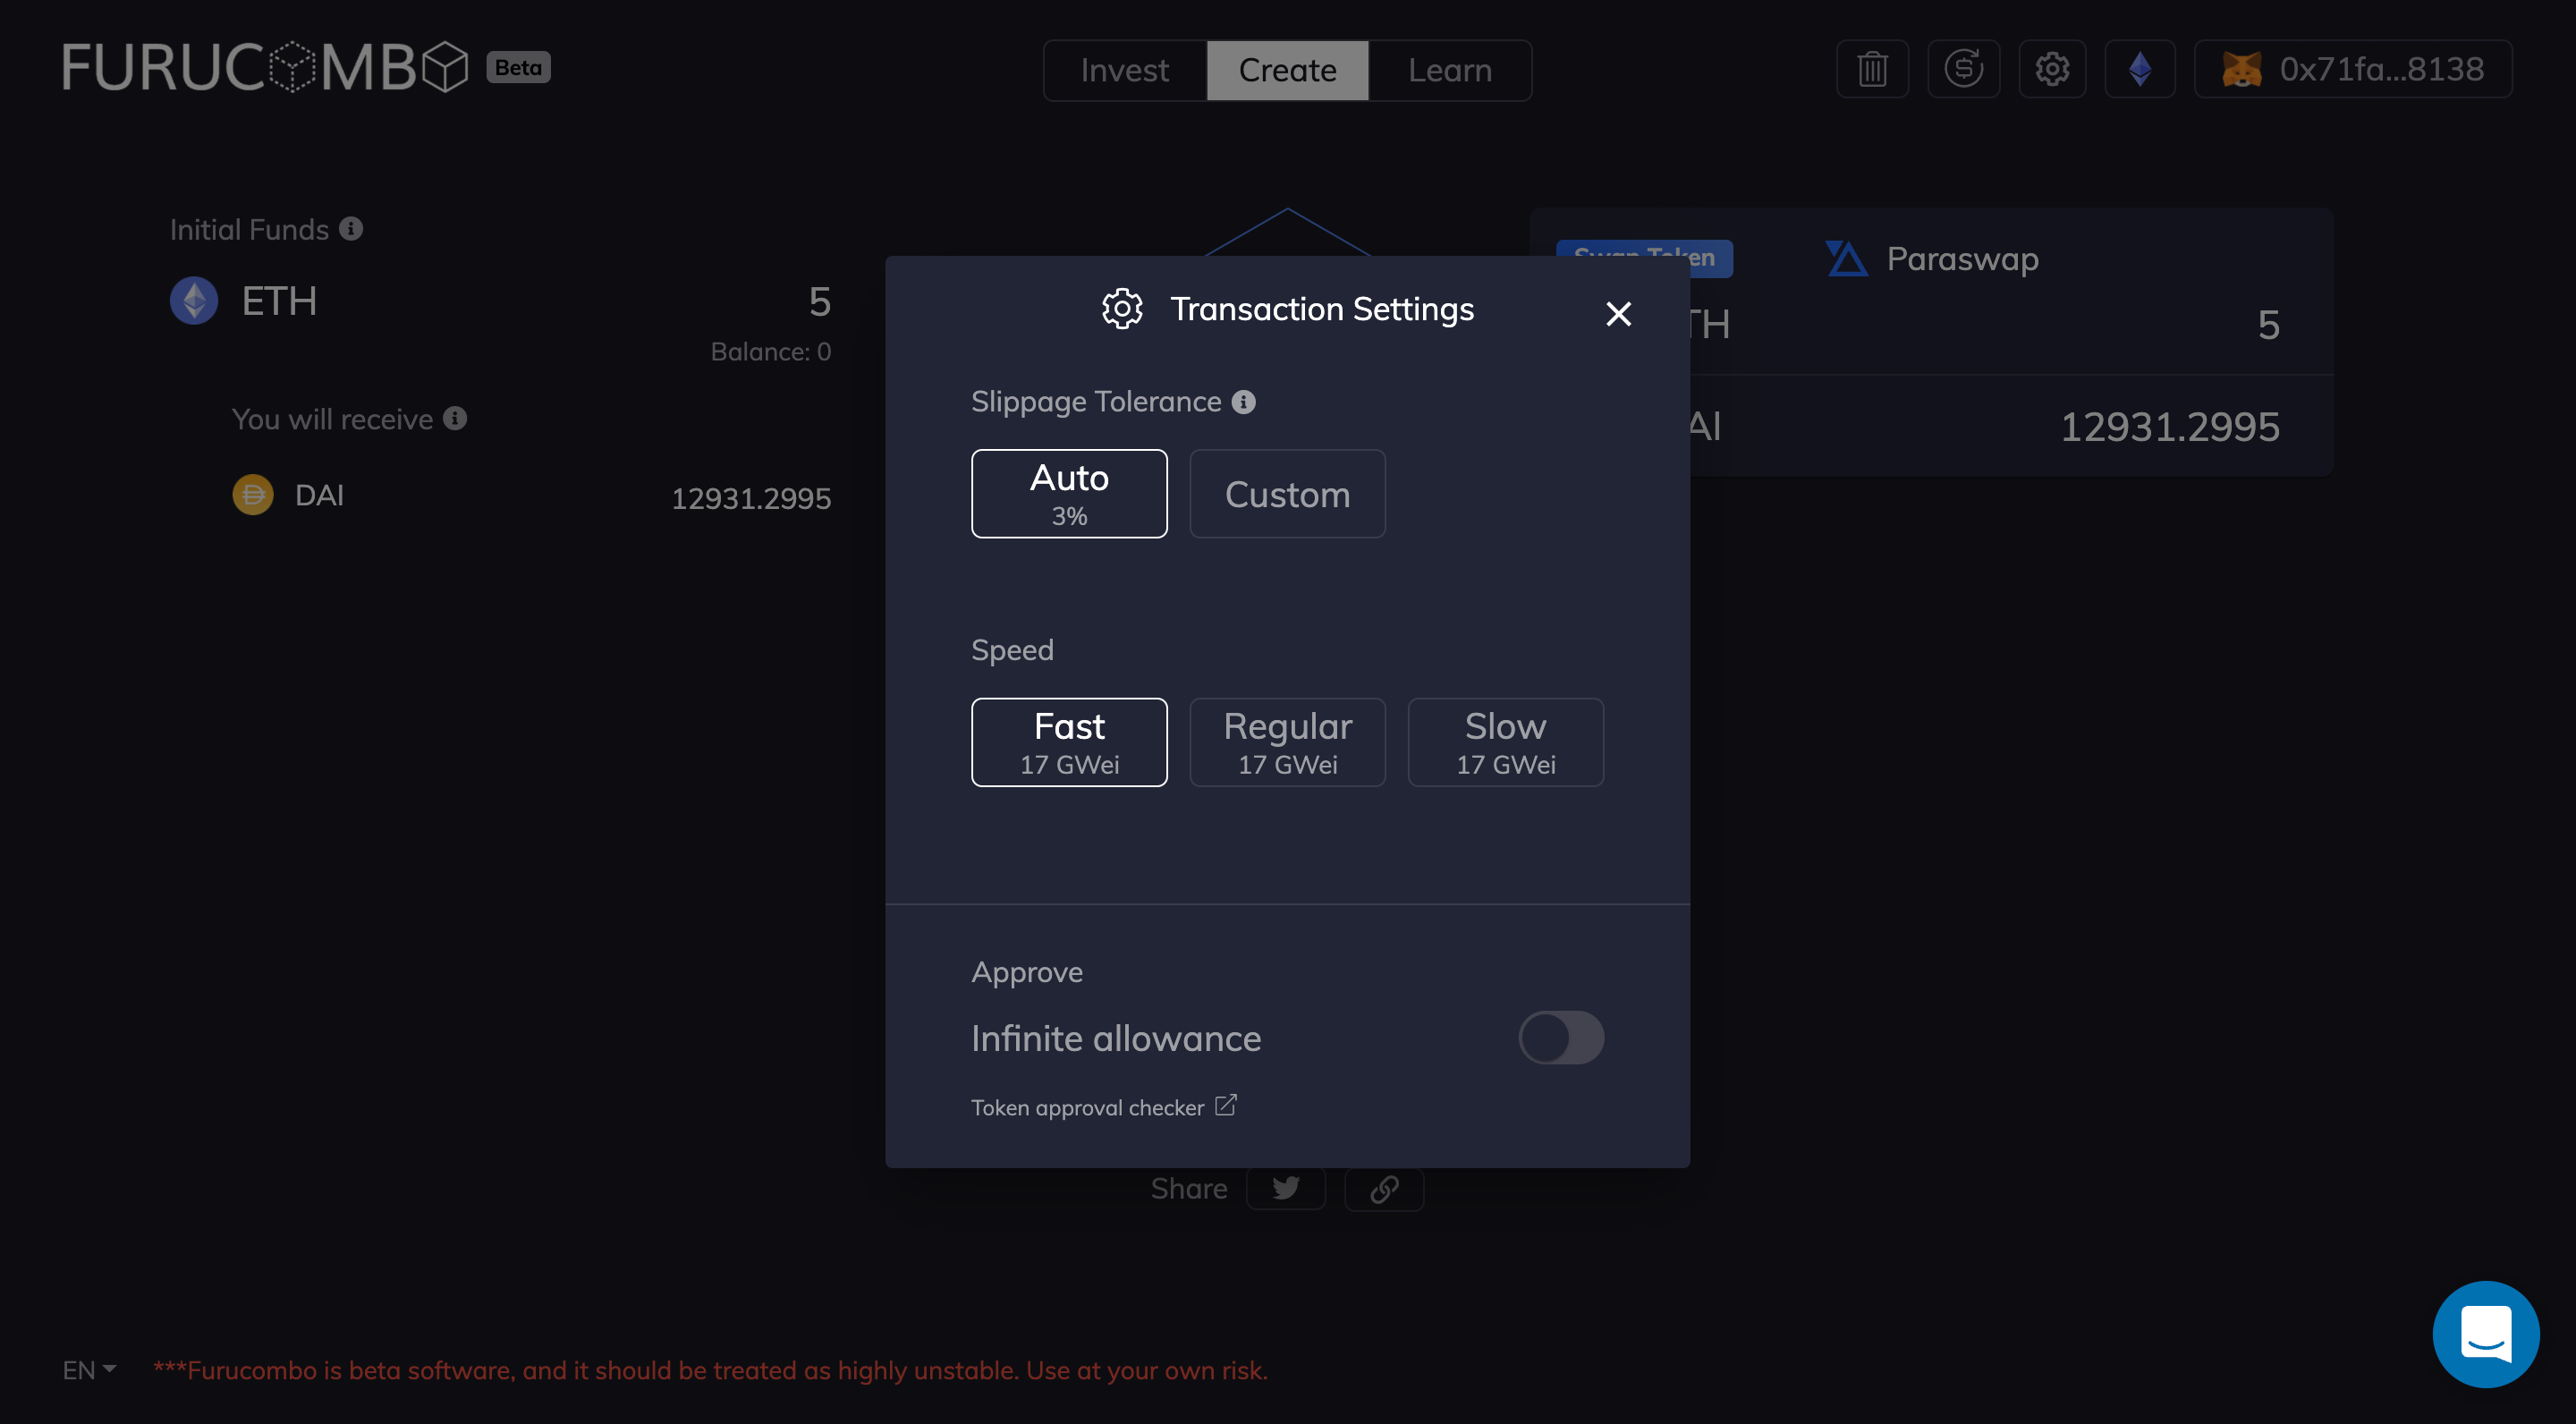 FURUCOMBO Beta
Invest Create Learn
0x71fa...8138
Initial Funds
ETH 5
Balance: 0
You will receive
DAI 12931.2995
Swap Token Paraswap
TH 5
AI 12931.2995
Transaction Settings
Slippage Tolerance
Auto
3%
Custom
Speed
Fast
17 GWei
Regular
17 GWei
Slow
17 GWei
Approve
Infinite allowance
Token approval checker
Share
EN ***Furucombo is beta software, and it should be treated as highly unstable. Use at your own risk.